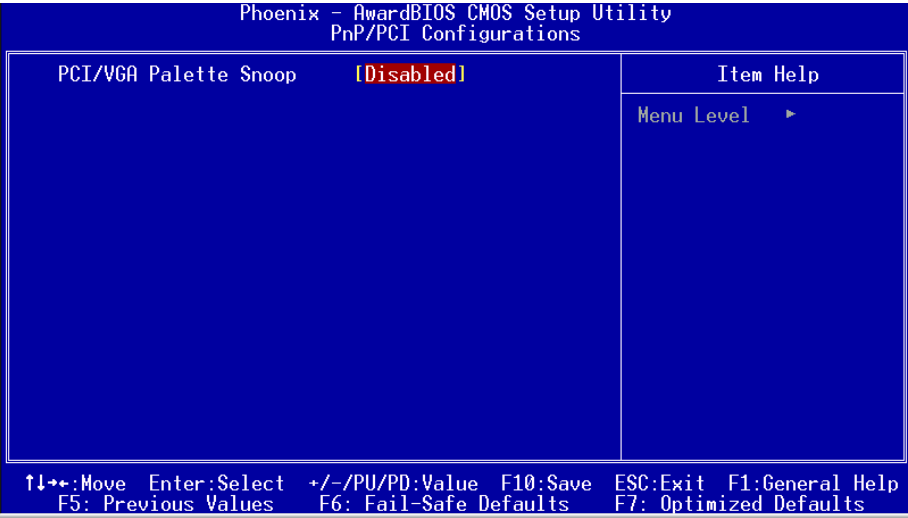 Phoenix - AwardBIOS CMOS Setup Utility
PnP/PCI Configurations
PCI/VGA Palette Snoop [Disabled]
Item Help
Menu Level ►
↑↓→←:Move Enter:Select +/-/PU/PD:Value F10:Save ESC:Exit F1:General Help
F5: Previous Values F6: Fail-Safe Defaults F7: Optimized Defaults